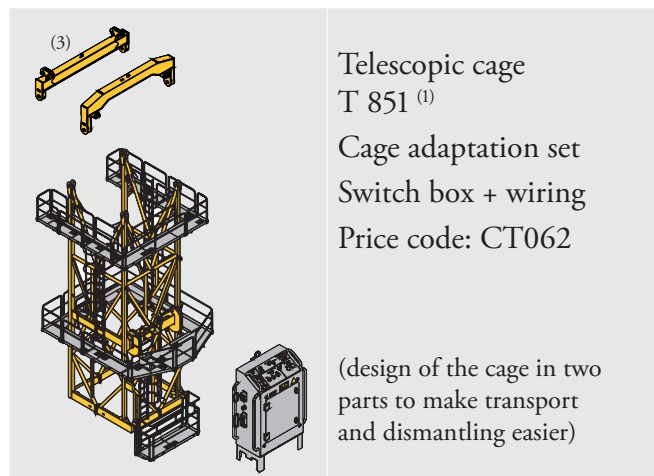 (3)
Telescopic cage
T 851 (1)
Cage adaptation set
Switch box + wiring
Price code: CT062
(design of the cage in two
parts to make transport
and dismantling easier)